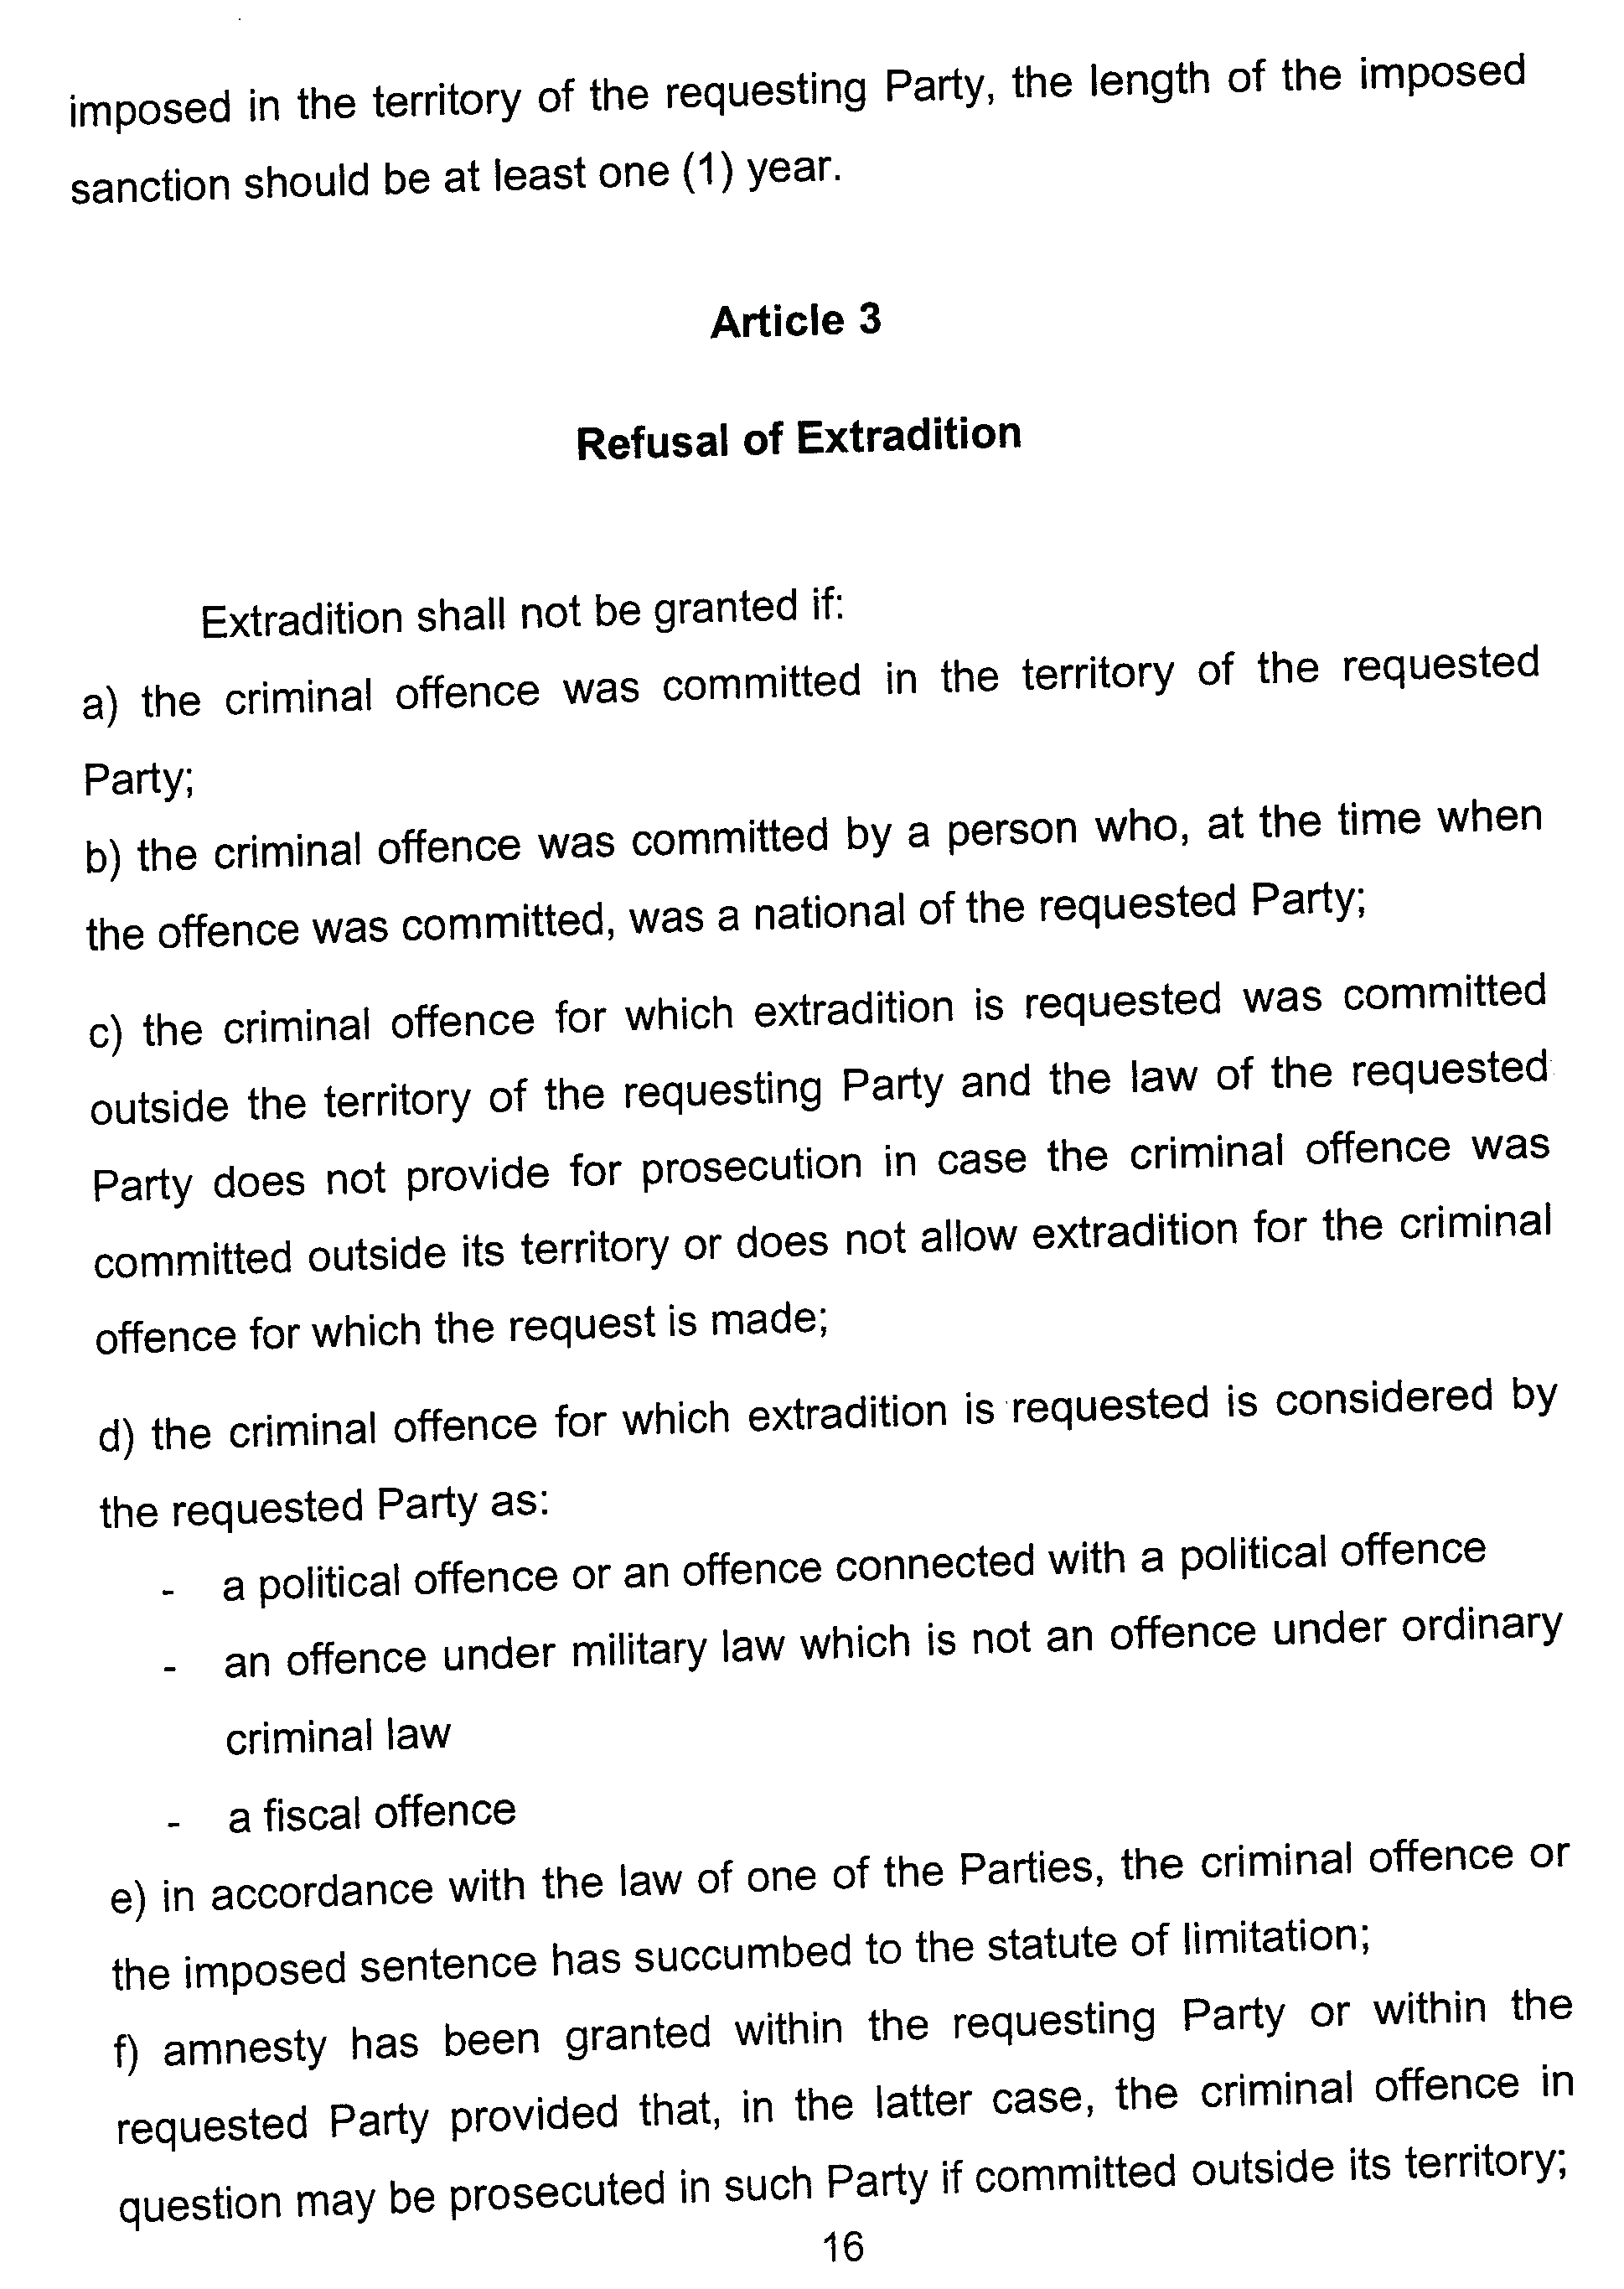 imposed in the territory of the requesting Party, the length of the imposed
sanction should be at least one (1) year.
Article 3
Refusal of Extradition
Extradition shall not be granted if:
a) the criminal offence was committed in the territory of the requested
Party;
b) the criminal offence was committed by a person who, at the time when
the offence was committed, was a national of the requested Party;
c) the criminal offence for which extradition is requested was committed
outside the territory of the requesting Party and the law of the requested
Party does not provide for prosecution in case the criminal offence was
committed outside its territory or does not allow extradition for the criminal
offence for which the request is made;
d) the criminal offence for which extradition is requested is considered by
the requested Party as:
- a political offence or an offence connected with a political offence
- an offence under military law which is not an offence under ordinary
criminal law
- a fiscal offence
e) in accordance with the law of one of the Parties, the criminal offence or
the imposed sentence has succumbed to the statute of limitation;
f) amnesty has been granted within the requesting Party or within the
requested Party provided that, in the latter case, the criminal offence in
question may be prosecuted in such Party if committed outside its territory;
16